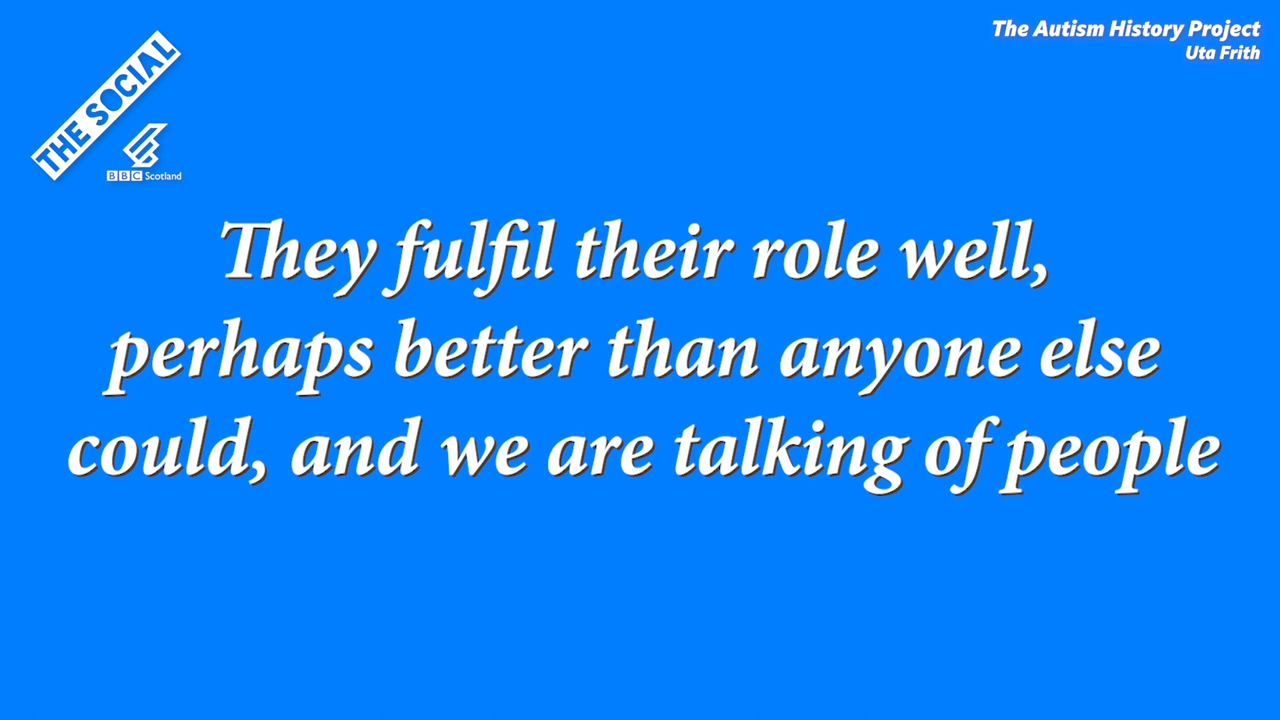 The Autism History Project
Uta Frith
THE SOCIAL
BBC Scotland
They fulfil their role well,
perhaps better than anyone else
could, and we are talking of people